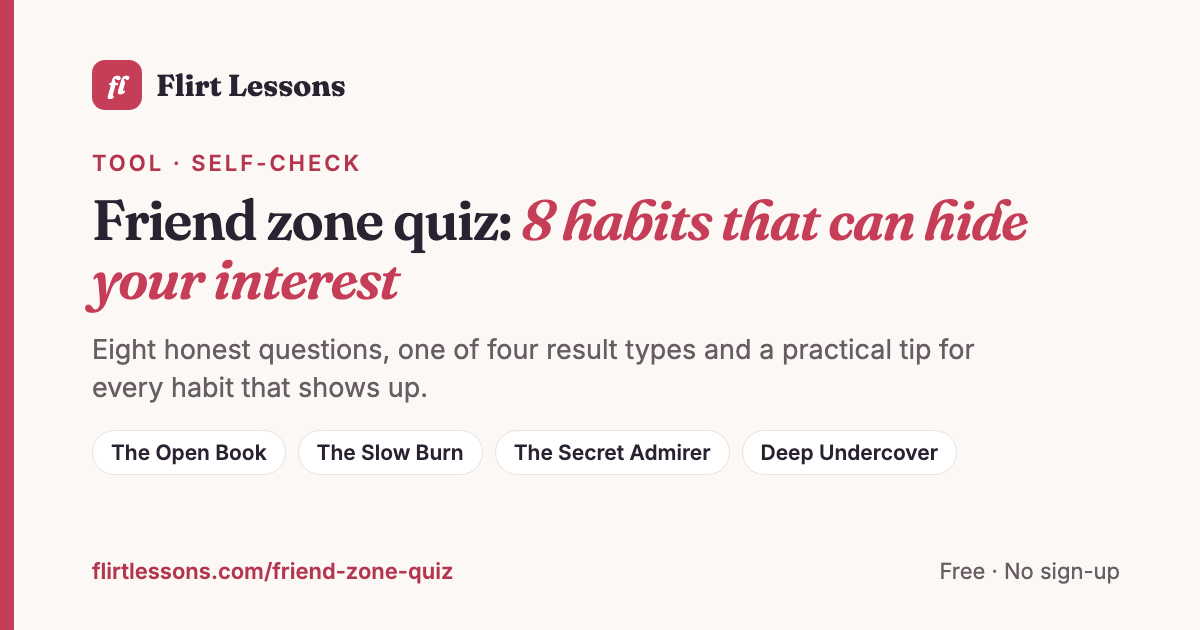 fl
Flirt Lessons
TOOL · SELF-CHECK
Friend zone quiz: 8 habits that can hide
your interest
Eight honest questions, one of four result types and a practical tip for
every habit that shows up.
The Open Book
The Slow Burn
The Secret Admirer
Deep Undercover
flirtlessons.com/friend-zone-quiz
Free · No sign-up